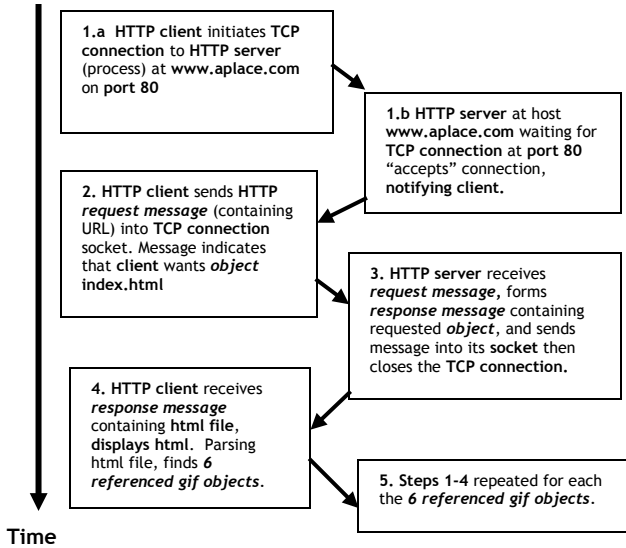 1.a HTTP client initiates TCP
connection to HTTP server
(process) at www.aplace.com
on port 80
1.b HTTP server at host
www.aplace.com waiting for
TCP connection at port 80
“accepts” connection,
notifying client.
2. HTTP client sends HTTP
request message (containing
URL) into TCP connection
socket. Message indicates
that client wants object
index.html
3. HTTP server receives
request message, forms
response message containing
requested object, and sends
message into its socket then
closes the TCP connection.
4. HTTP client receives
response message
containing html file,
displays html. Parsing
html file, finds 6
referenced gif objects.
5. Steps 1-4 repeated for each
the 6 referenced gif objects.
Time